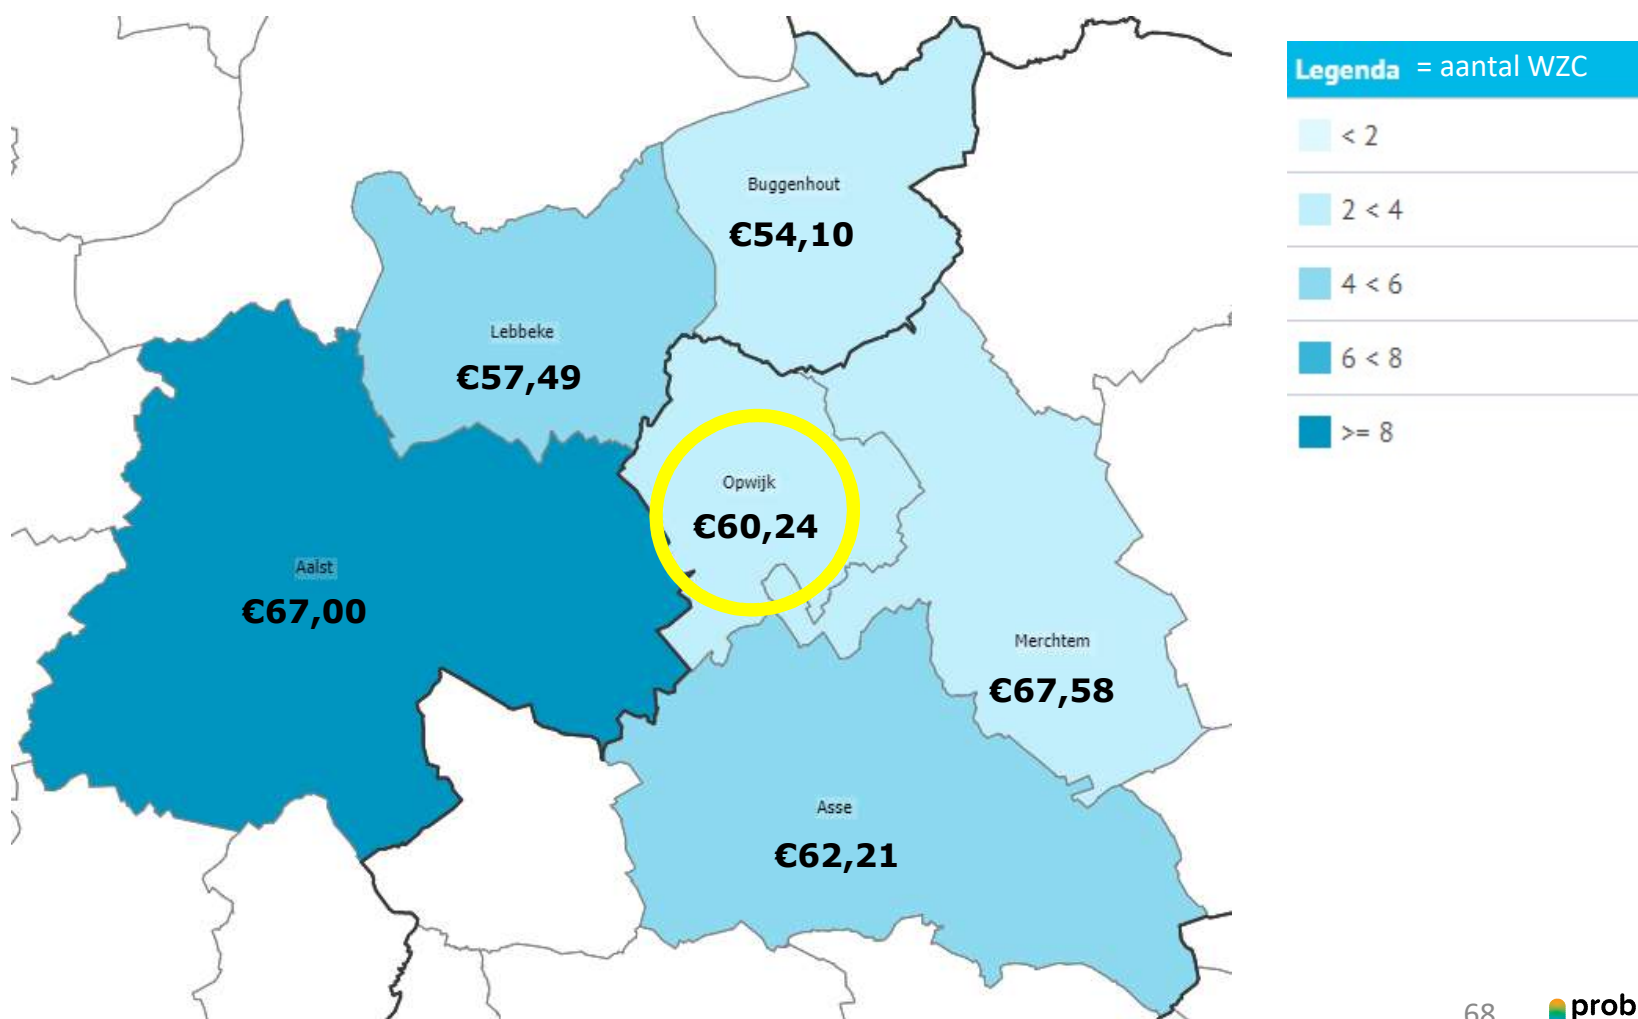 Legenda = aantal WZC
< 2
2 < 4
4 < 6
6 < 8
>= 8
Buggenhout
€54,10
Lebbeke
€57,49
Opwijk
€60,24
Aalst
€67,00
Merchtem
€67,58
Asse
€62,21
68
prob